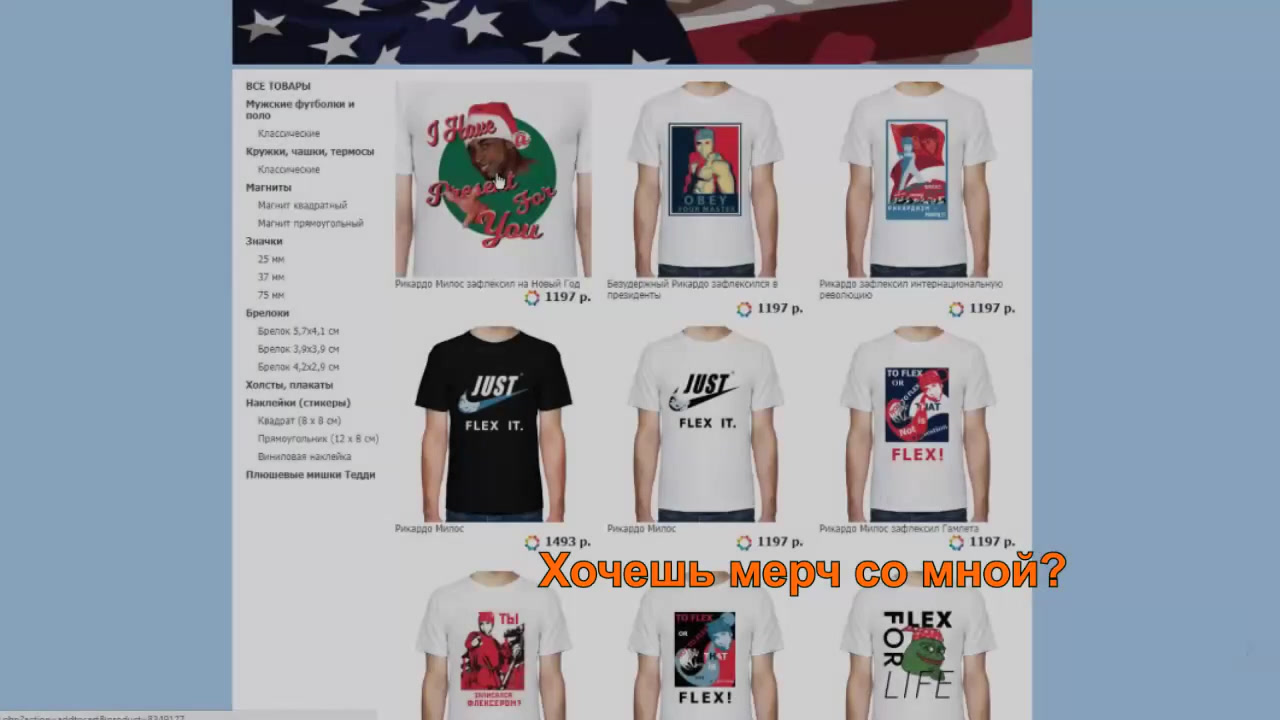 ВСЕ ТОВАРЫ
Мужские футболки и
поло
Классические
Кружки, чашки, термосы
Классические
Магниты
Магнит квадратный
Магнит прямоугольный
Значки
25 мм
37 мм
75 мм
Брелоки
Брелок 5,7x4,1 см
Брелок 3,9x3,9 см
Брелок 4,2x2,9 см
Холсты, плакаты
Наклейки (стикеры)
Квадрат (8 x 8 см)
Прямоугольник (12 x 8 см)
Виниловая наклейка
Плюшевые мишки Тедди
I Have
a
Present
For
You
Рикардо Милос зафлексил на Новый Год
1197 р.
OBEY
YOUR MASTER
Безудержный Рикардо зафлексился в
президенты
1197 р.
Рикардо зафлексил интернациональную
революцию
1197 р.
JUST
FLEX IT.
Рикардо Милос
1493 р.
JUST
FLEX IT.
Рикардо Милос
1197 р.
TO FLEX
OR
Not
THAT
IS
FLEX!
Рикардо Милос зафлексил Гамлета
1197 р.
Хочешь мерч со мной?
ТЫ
ЗАПИСАЛСЯ
ФЛЕКСЕРОМ?
TO FLEX
OR
THAT
IS
FLEX!
FLEX
FOR
LIFE